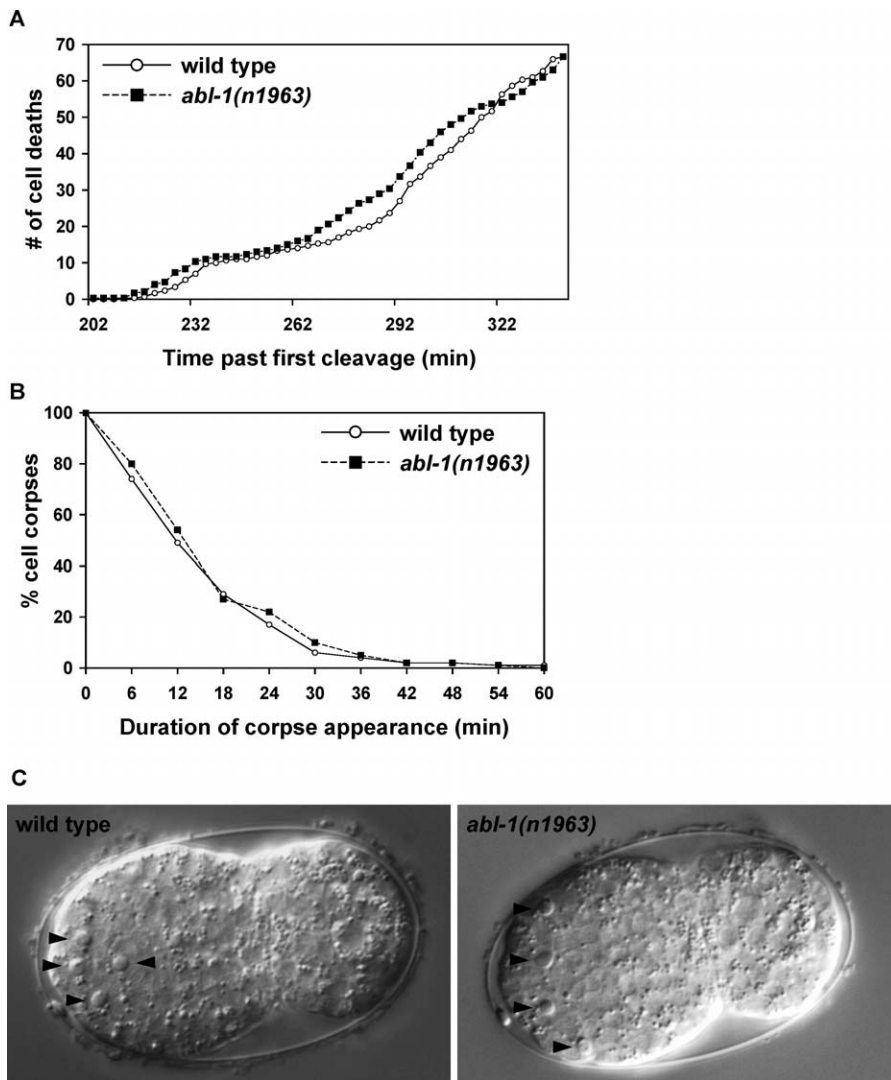 A
70
60
50
40
30
20
10
0
# of cell deaths
wild type
abl-1(n1963)
202 232 262 292 322
Time past first cleavage (min)
B
100
80
60
40
20
0
% cell corpses
wild type
abl-1(n1963)
0 6 12 18 24 30 36 42 48 54 60
Duration of corpse appearance (min)
C
wild type
abl-1(n1963)